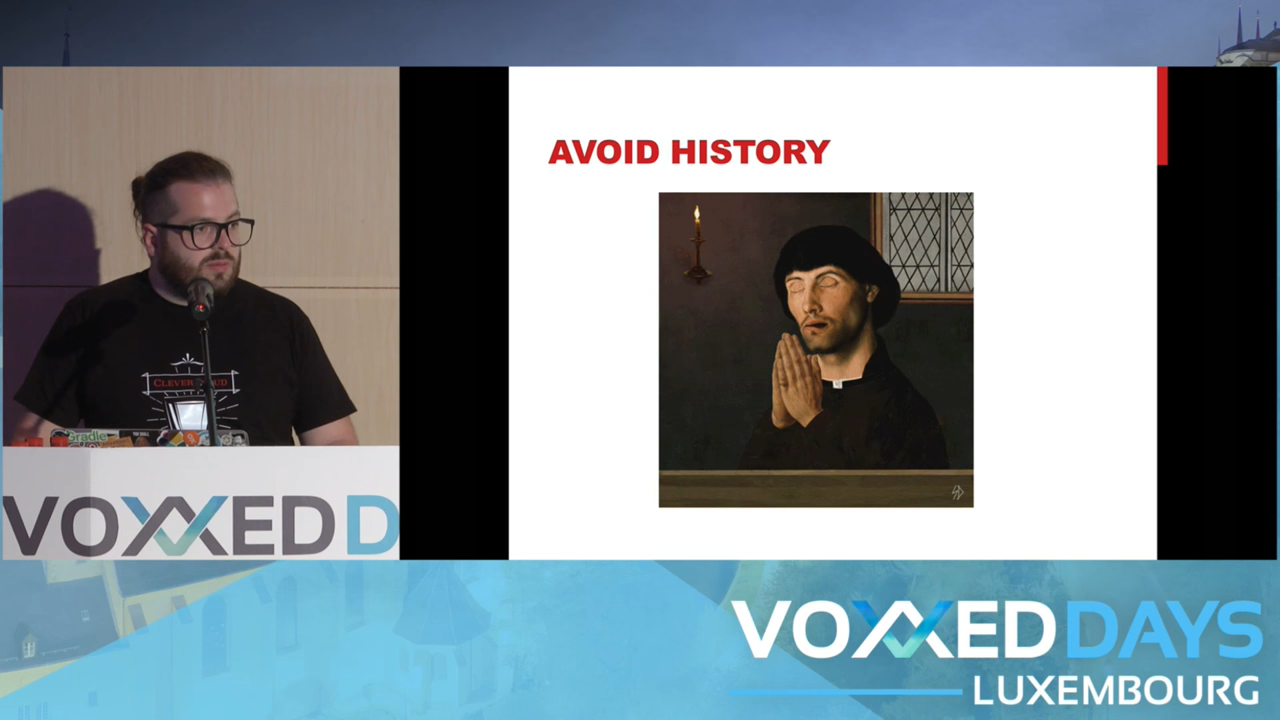 AVOID HISTORY
CLEVER CLOUD
Gradle
VOXXED D
VOXXED DAYS
LUXEMBOURG